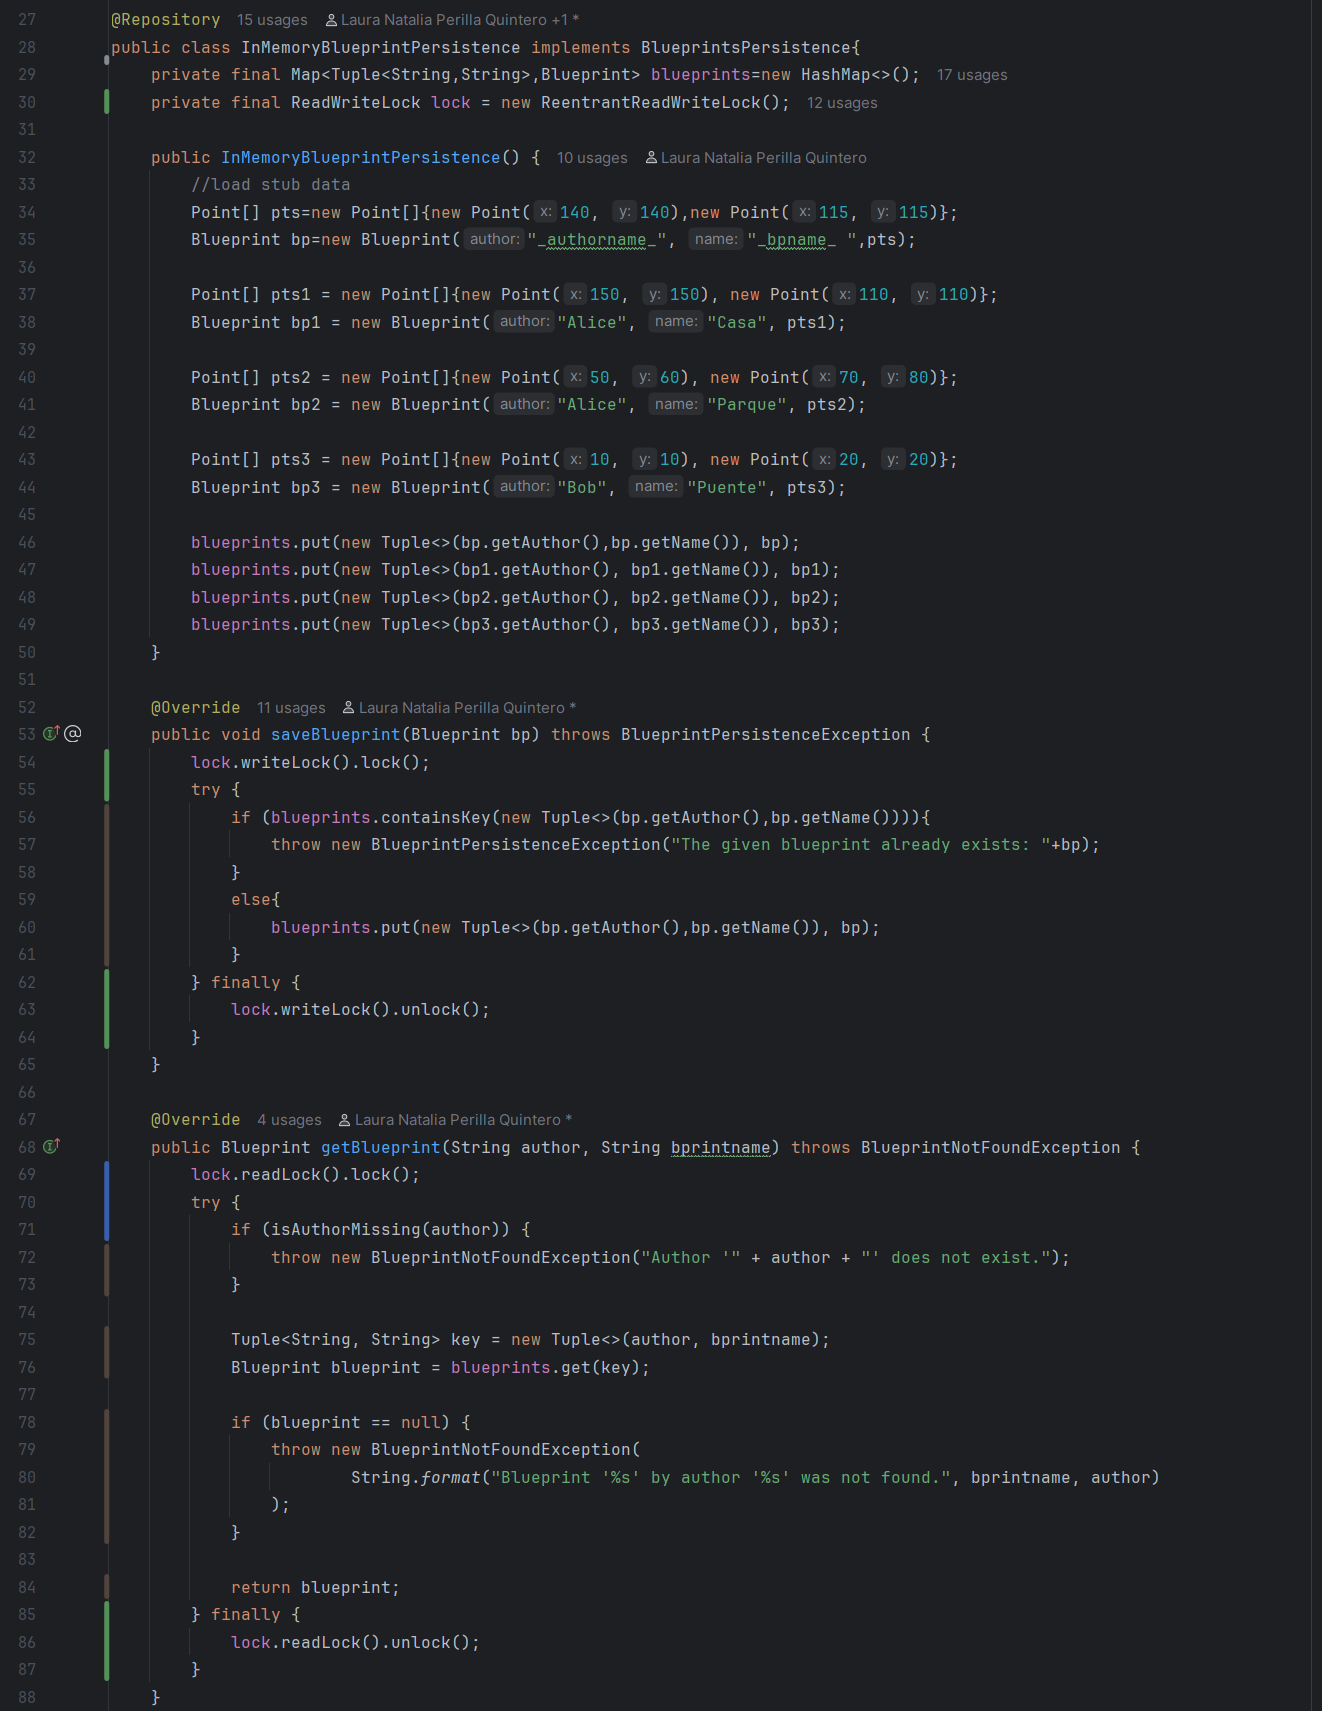 27 @Repository 15 usages Laura Natalia Perilla Quintero +1 *
28 public class InMemoryBlueprintPersistence implements BlueprintsPersistence{
29 private final Map<Tuple<String,String>,Blueprint> blueprints=new HashMap<>(); 17 usages
30 private final ReadWriteLock lock = new ReentrantReadWriteLock(); 12 usages
31
32 public InMemoryBlueprintPersistence() { 10 usages Laura Natalia Perilla Quintero
33 //load stub data
34 Point[] pts=new Point[]{new Point( x: 140, y: 140),new Point( x: 115, y: 115)};
35 Blueprint bp=new Blueprint( author: "_authorname_", name: "_bpname_ ",pts);
36
37 Point[] pts1 = new Point[]{new Point( x: 150, y: 150), new Point( x: 110, y: 110)};
38 Blueprint bp1 = new Blueprint( author: "Alice", name: "Casa", pts1);
39
40 Point[] pts2 = new Point[]{new Point( x: 50, y: 60), new Point( x: 70, y: 80)};
41 Blueprint bp2 = new Blueprint( author: "Alice", name: "Parque", pts2);
42
43 Point[] pts3 = new Point[]{new Point( x: 10, y: 10), new Point( x: 20, y: 20)};
44 Blueprint bp3 = new Blueprint( author: "Bob", name: "Puente", pts3);
45
46 blueprints.put(new Tuple<>(bp.getAuthor(),bp.getName()), bp);
47 blueprints.put(new Tuple<>(bp1.getAuthor(), bp1.getName()), bp1);
48 blueprints.put(new Tuple<>(bp2.getAuthor(), bp2.getName()), bp2);
49 blueprints.put(new Tuple<>(bp3.getAuthor(), bp3.getName()), bp3);
50 }
51
52 @Override 11 usages Laura Natalia Perilla Quintero *
53 public void saveBlueprint(Blueprint bp) throws BlueprintPersistenceException {
54 lock.writeLock().lock();
55 try {
56 if (blueprints.containsKey(new Tuple<>(bp.getAuthor(),bp.getName()))){
57 throw new BlueprintPersistenceException("The given blueprint already exists: "+bp);
58 }
59 else{
60 blueprints.put(new Tuple<>(bp.getAuthor(),bp.getName()), bp);
61 }
62 } finally {
63 lock.writeLock().unlock();
64 }
65 }
66
67 @Override 4 usages Laura Natalia Perilla Quintero *
68 public Blueprint getBlueprint(String author, String bprintname) throws BlueprintNotFoundException {
69 lock.readLock().lock();
70 try {
71 if (isAuthorMissing(author)) {
72 throw new BlueprintNotFoundException("Author '" + author + "' does not exist.");
73 }
74
75 Tuple<String, String> key = new Tuple<>(author, bprintname);
76 Blueprint blueprint = blueprints.get(key);
77
78 if (blueprint == null) {
79 throw new BlueprintNotFoundException(
80 String.format("Blueprint '%s' by author '%s' was not found.", bprintname, author)
81 );
82 }
83
84 return blueprint;
85 } finally {
86 lock.readLock().unlock();
87 }
88 }